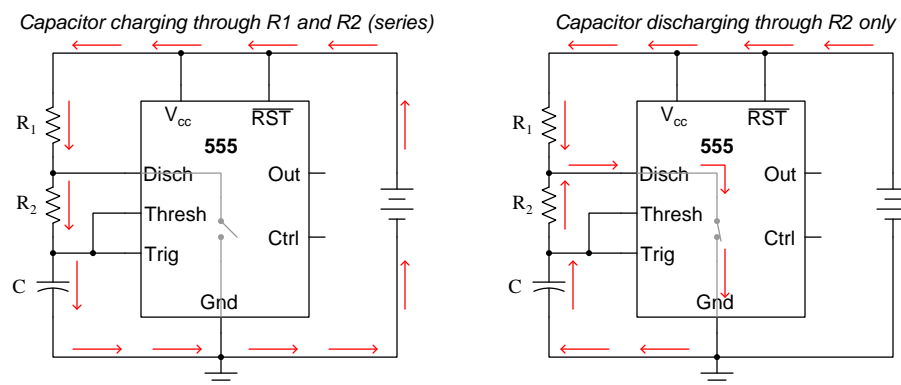 Capacitor charging through R1 and R2 (series)
R1
R2
C
Vcc
RST
555
Disch
Out
Thresh
Ctrl
Trig
Gnd
Capacitor discharging through R2 only
R1
R2
C
Vcc
RST
555
Disch
Out
Thresh
Ctrl
Trig
Gnd